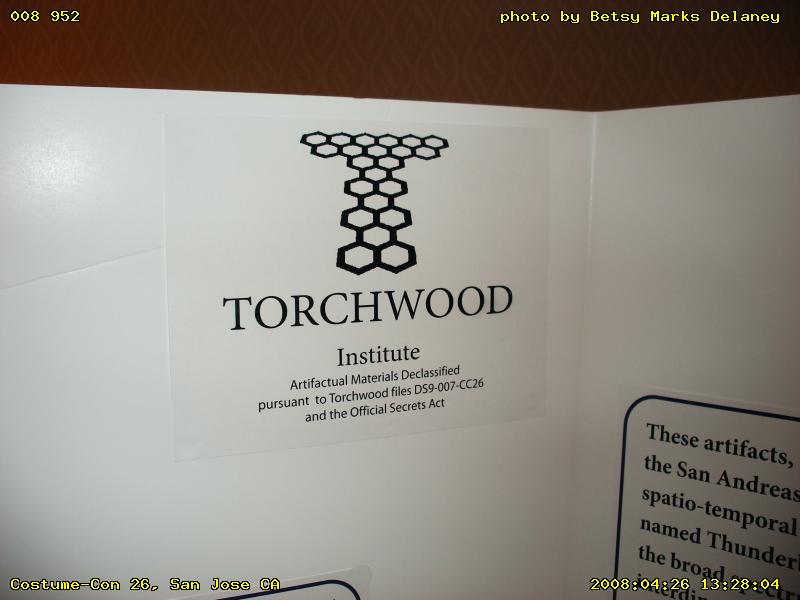 008 952
photo by Betsy Marks Delaney
TORCHWOOD
Institute
Artifactual Materials Declassified
pursuant to Torchwood files DS9-007-CC26
and the Official Secrets Act
These artifacts,
the San Andreas
spatio-temporal
named
the broad
Costume-Con 26, San Jose CA
2008:04:26 13:28:04